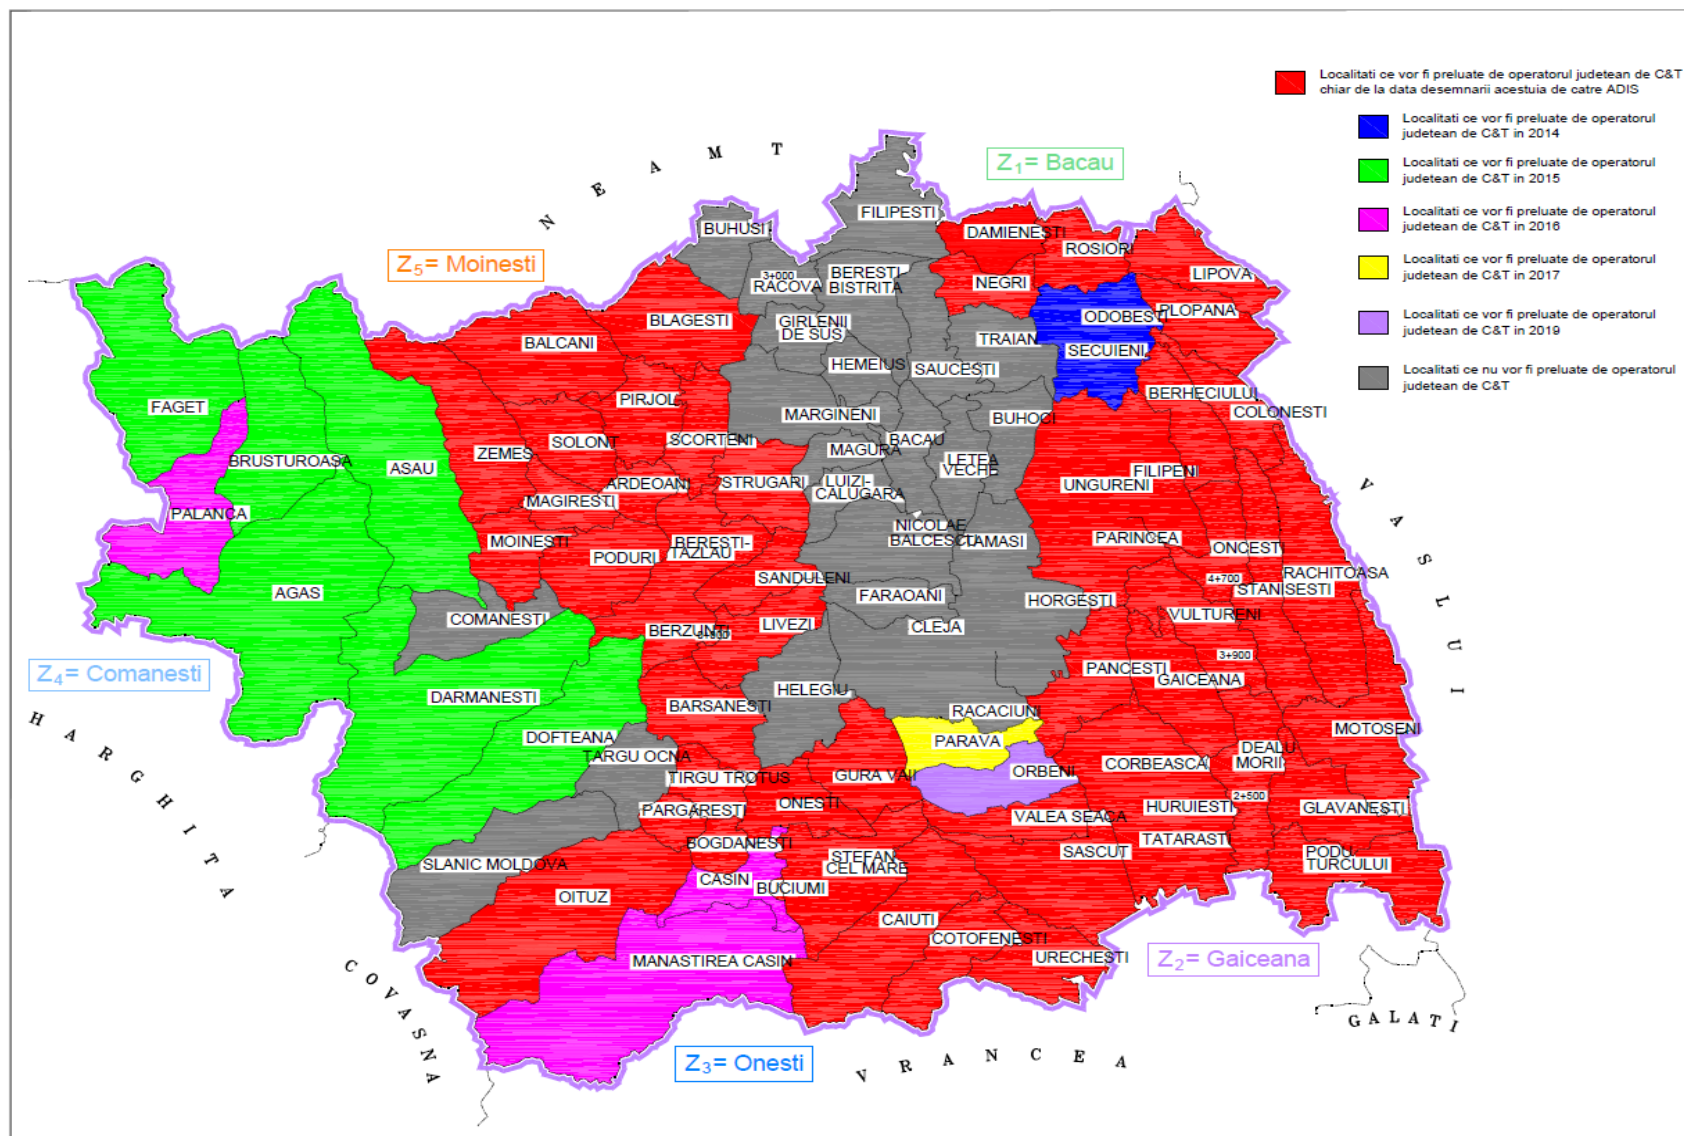 Localitati ce vor fi preluate de operatorul judetean de C&T
chiar de la data desemnarii acestuia de catre ADIS
Localitati ce vor fi preluate de operatorul
judetean de C&T in 2014
Localitati ce vor fi preluate de operatorul
judetean de C&T in 2015
Localitati ce vor fi preluate de operatorul
judetean de C&T in 2016
Localitati ce vor fi preluate de operatorul
judetean de C&T in 2017
Localitati ce vor fi preluate de operatorul
judetean de C&T in 2019
Localitati ce nu vor fi preluate de operatorul
judetean de C&T
NEAMT
Z1= Bacau
Z5= Moinesti
Z4= Comanesti
Z3= Onesti
Z2= Gaiceana
HARGHITA
COVASNA
VRANCEA
GALATI
VASLUI
FILIPESTI
BUHUSI
DAMIENESTI
ROSIORI
LIPOVA
3+000
RACOVA
BERESTI
BISTRITA
NEGRI
PLOPANA
BLAGESTI
GIRLENII
DE SUS
ODOBESTI
TRAIAN
BALCANI
SECUIENI
HEMEIUS
SAUCESTI
BERHECIULUI
PIRJOL
FAGET
MARGINENI
BUHOCI
COLONESTI
SOLONT
SCORTENI
BACAU
ZEMES
MAGURA
BRUSTUROASA
ASAU
LETEA
VECHE
FILIPENI
UNGURENI
ARDEOANI
STRUGARI
LUIZI-
CALUGARA
MAGIRESTI
PALANCA
NICOLAE
BALCESCU
TAMASI
PARINCEA
MOINESTI
PODURI
BERESTI-
TAZLAU
ONCESTI
SANDULENI
4+700
RACHITOASA
STANISESTI
AGAS
FARAOANI
HORGESTI
COMANESTI
VULTURENI
BERZUNTI
LIVEZI
CLEJA
3+900
PANCESTI
GAICEANA
DARMANESTI
HELEGIU
BARSANESTI
RACACIUNI
MOTOSENI
DOFTEANA
PARAVA
TARGU OCNA
DEALU
MORII
CORBEASCA
ORBENI
TIRGU TROTUS
GURA VAII
2+500
ONESTI
HURUIESTI
GLAVANESTI
PARGARESTI
VALEA SEACA
BOGDANESTI
TATARASTI
SASCUT
PODU
TURCULUI
SLANIC MOLDOVA
STEFAN
CEL MARE
CASIN
BUCIUMI
OITUZ
CAIUTI
COTOFENESTI
MANASTIREA CASIN
URECHESTI